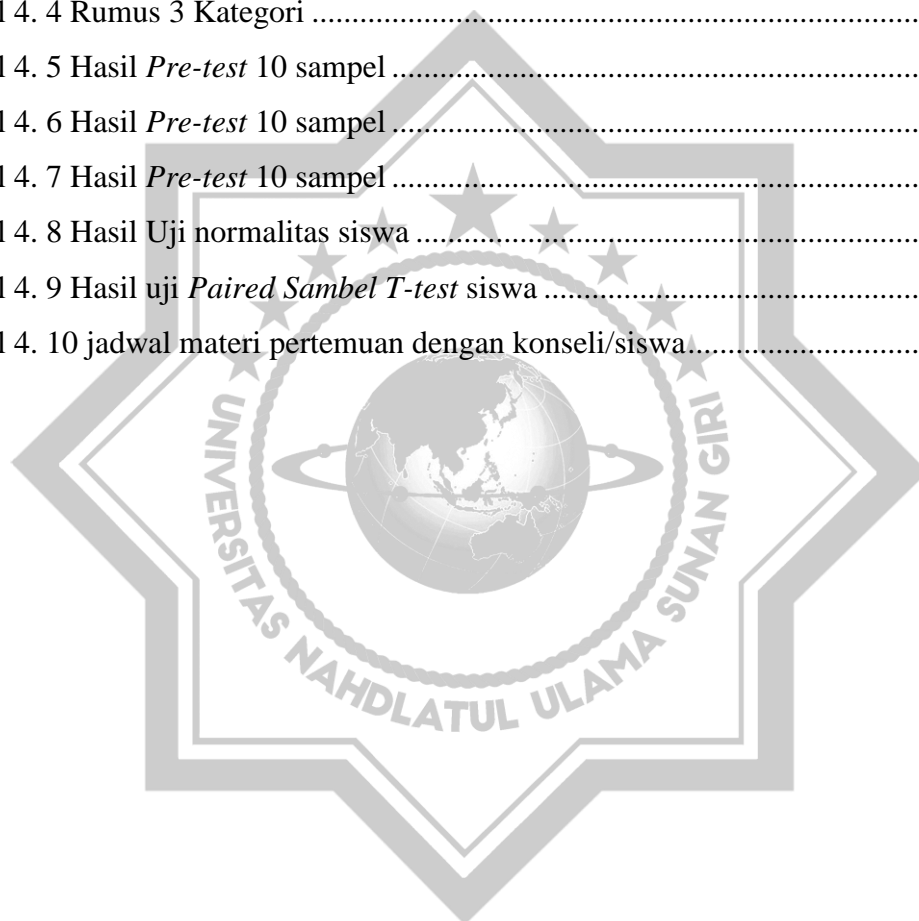 l 4. 4 Rumus 3 Kategori ........................................................................
l 4. 5 Hasil Pre-test 10 sampel ...............................................................
l 4. 6 Hasil Pre-test 10 sampel ...............................................................
l 4. 7 Hasil Pre-test 10 sampel ...............................................................
l 4. 8 Hasil Uji normalitas siswa ............................................................
l 4. 9 Hasil uji Paired Sambel T-test siswa .............................................
l 4. 10 jadwal materi pertemuan dengan konseli/siswa............................
UNIVERSITAS NAHDLATUL ULAMA SUNAN GIRI